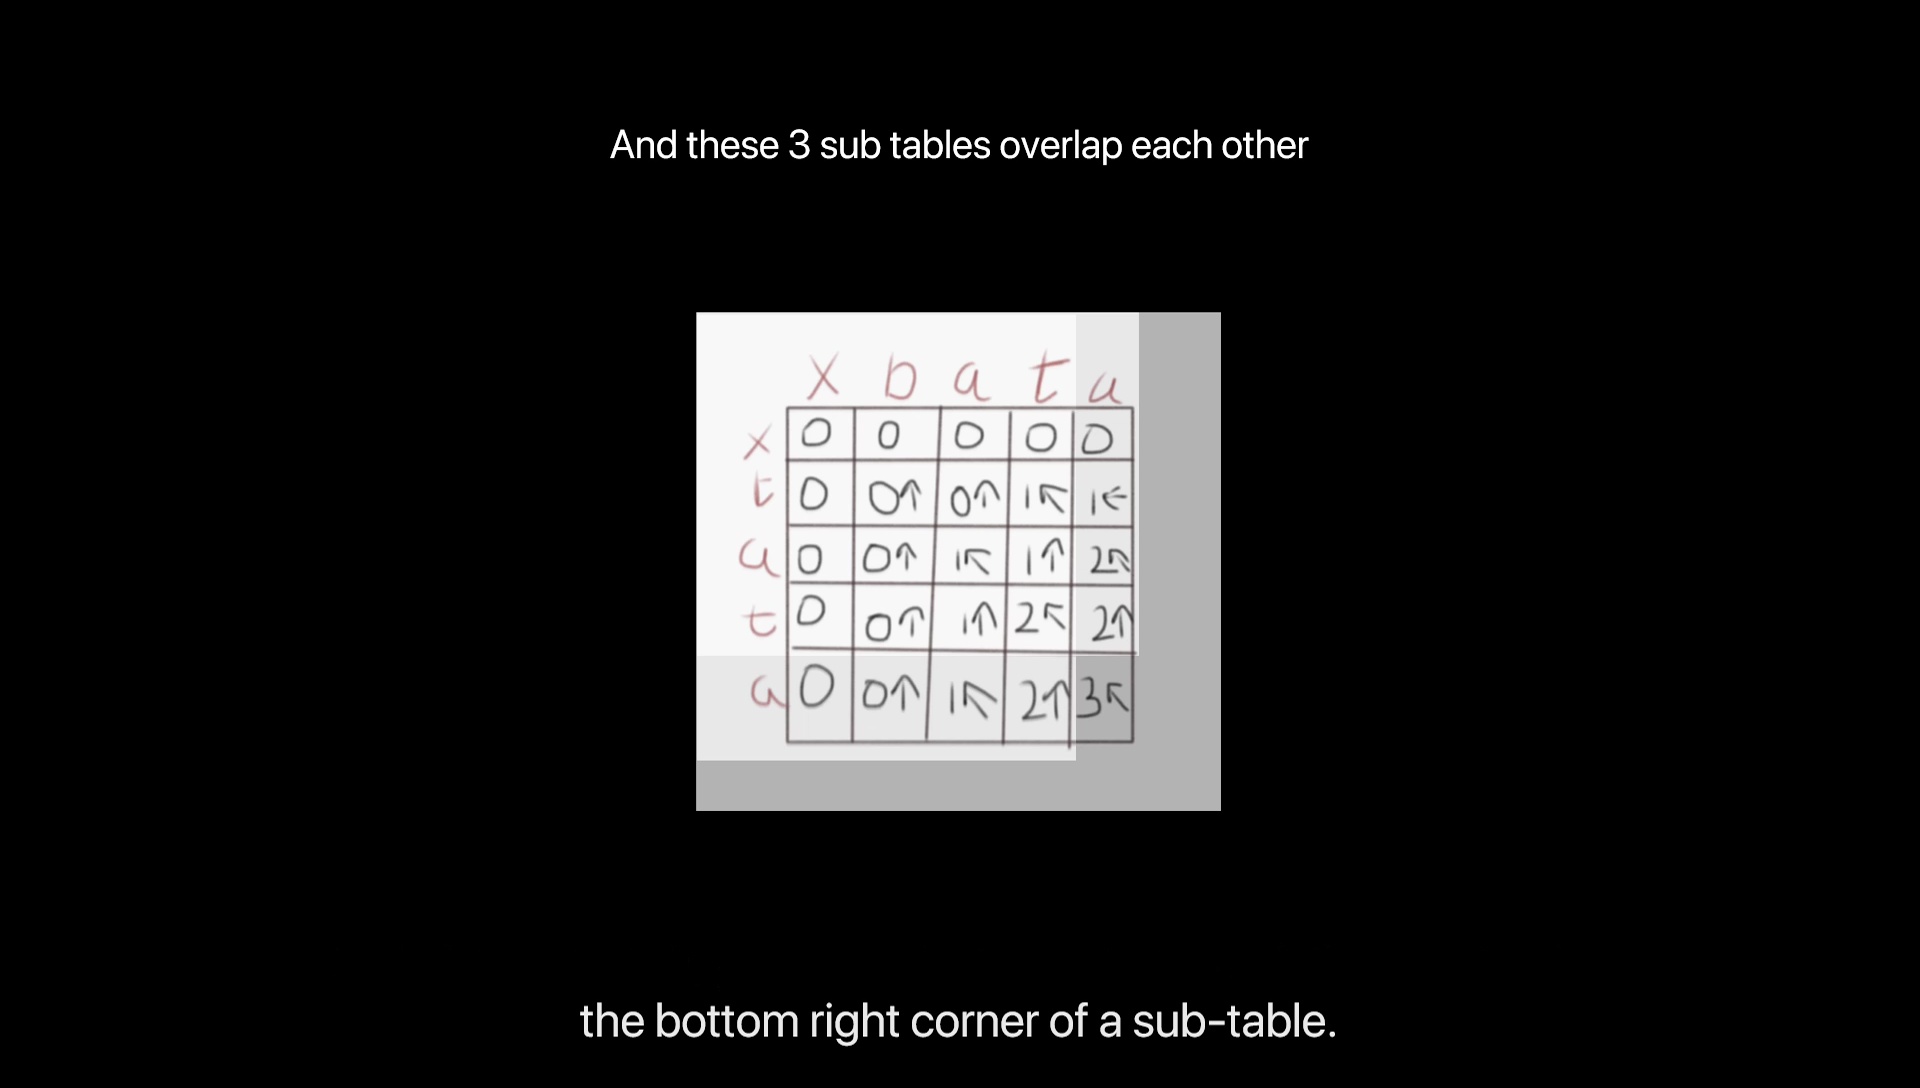 And these 3 sub tables overlap each other
x b a t a
x 0 0 0 0 0
t 0 0↑ 0↑ 1↖ 1←
a 0 0↑ 1↖ 1↑ 2↖
t 0 0↑ 1↑ 2↖ 2↑
a 0 0↑ 1↖ 2↑ 3↖
the bottom right corner of a sub-table.